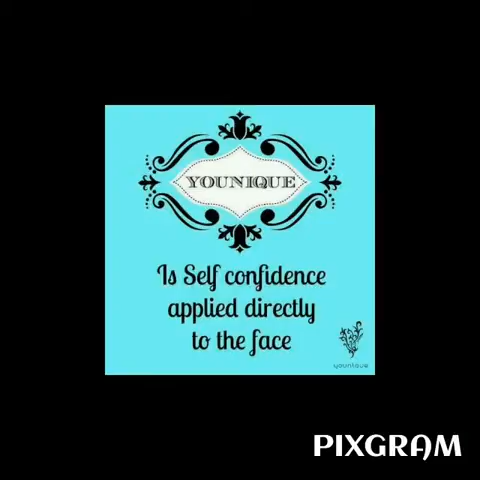 YOUNIQUE
Is Self confidence
applied directly
to the face
younique
PIXGRAM